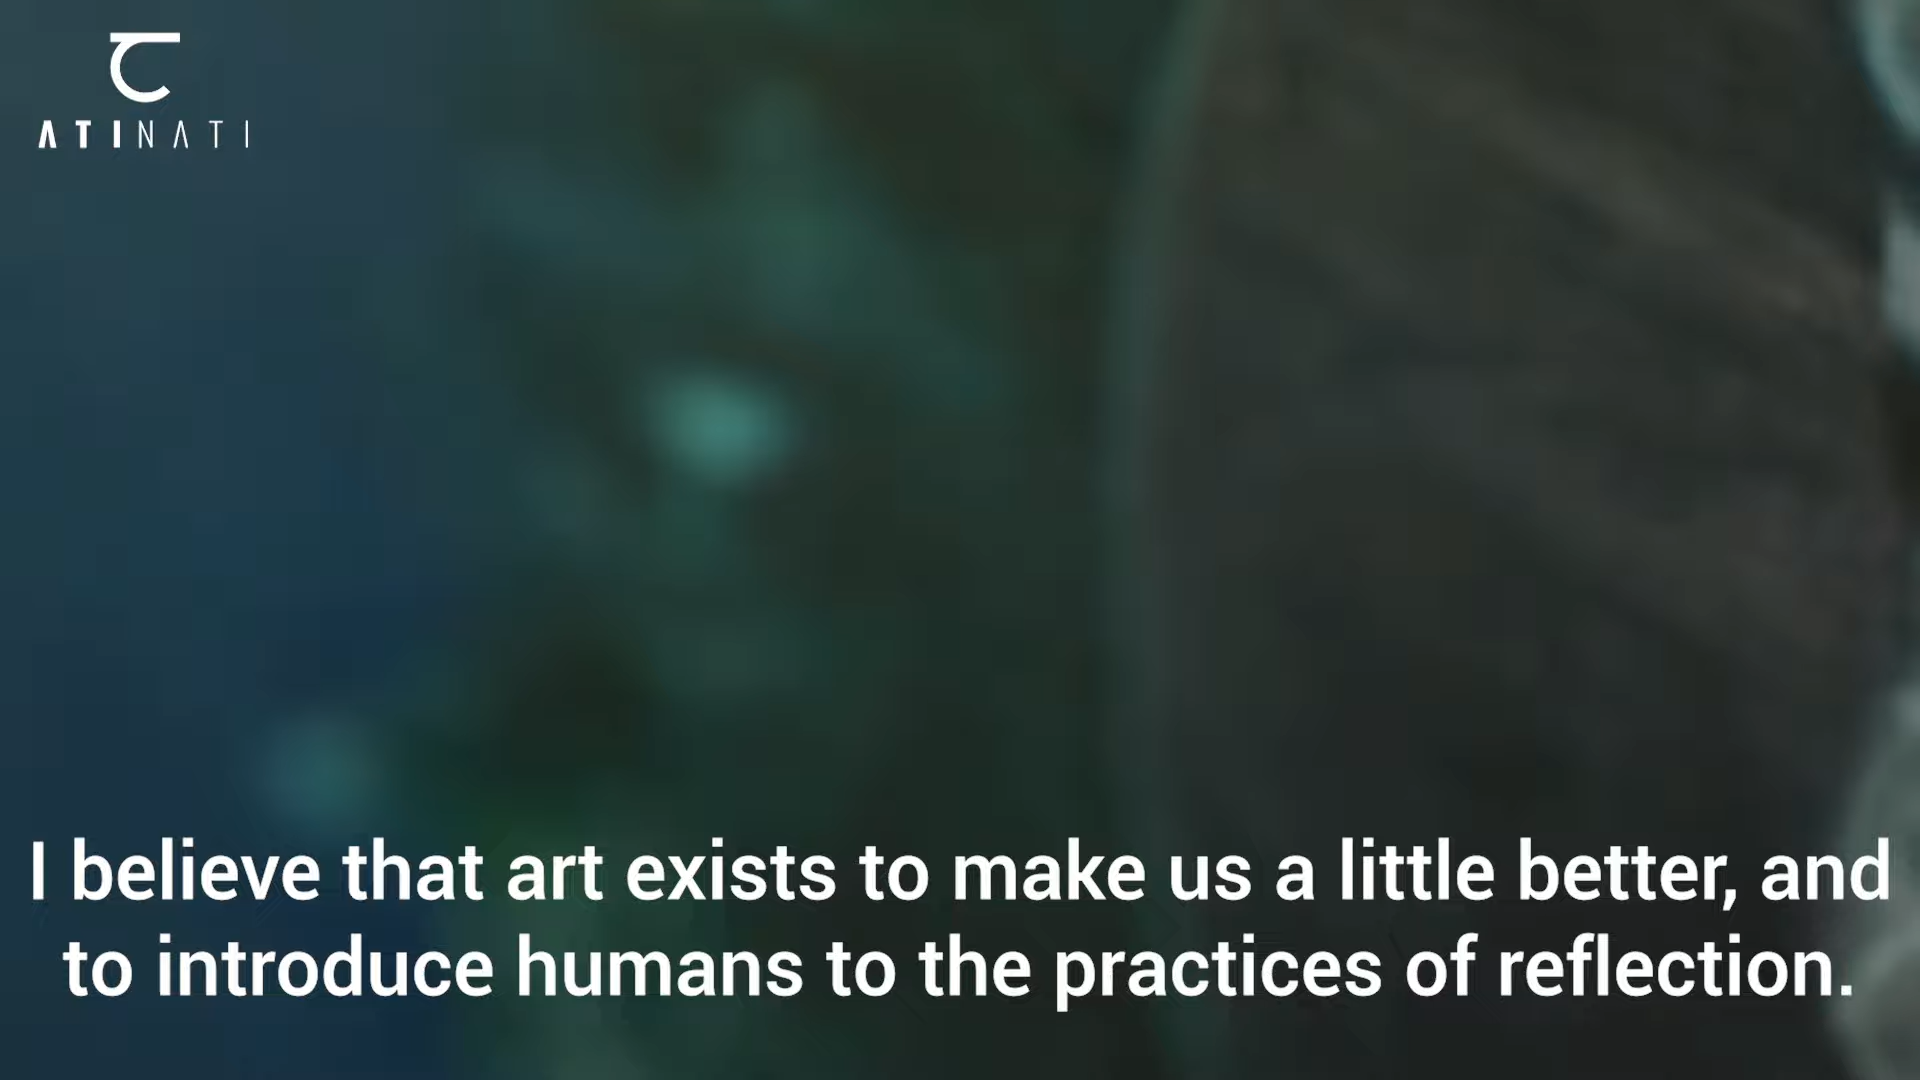 ATINATI
I believe that art exists to make us a little better, and
to introduce humans to the practices of reflection.